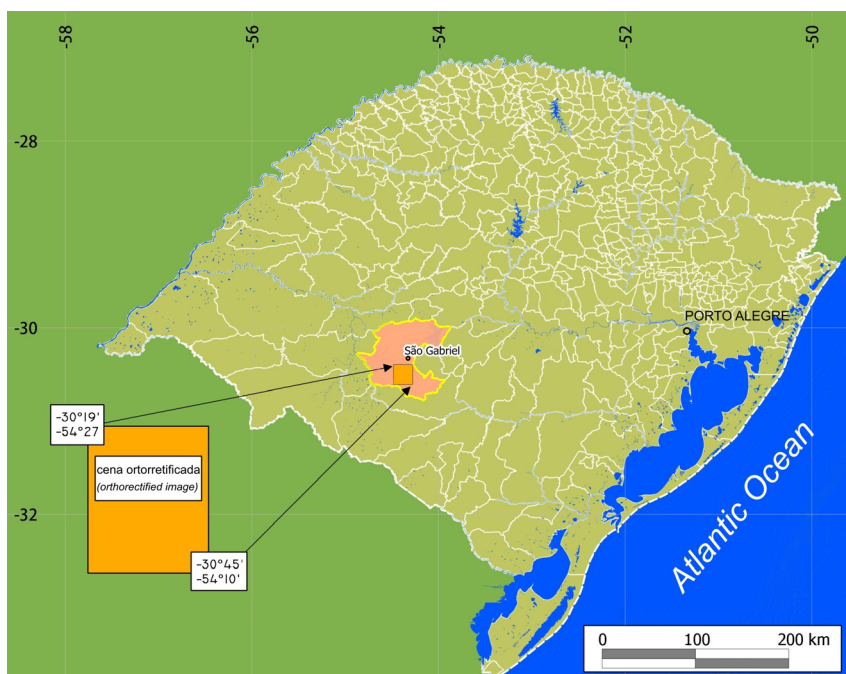 -58
-56
-54
-52
-50
-28
-30
PORTO ALEGRE
São Gabriel
-30°19'
-54°27
cena ortorretificada
(orthorectified image)
-32
-30°45'
-54°10'
Atlantic Ocean
0 100 200 km